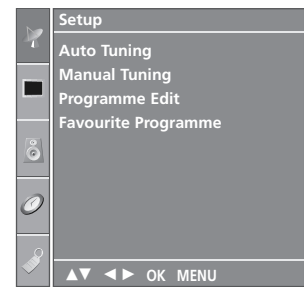 Setup
Auto Tuning
Manual Tuning
Programme Edit
Favourite Programme
▲▼ ◄► OK MENU